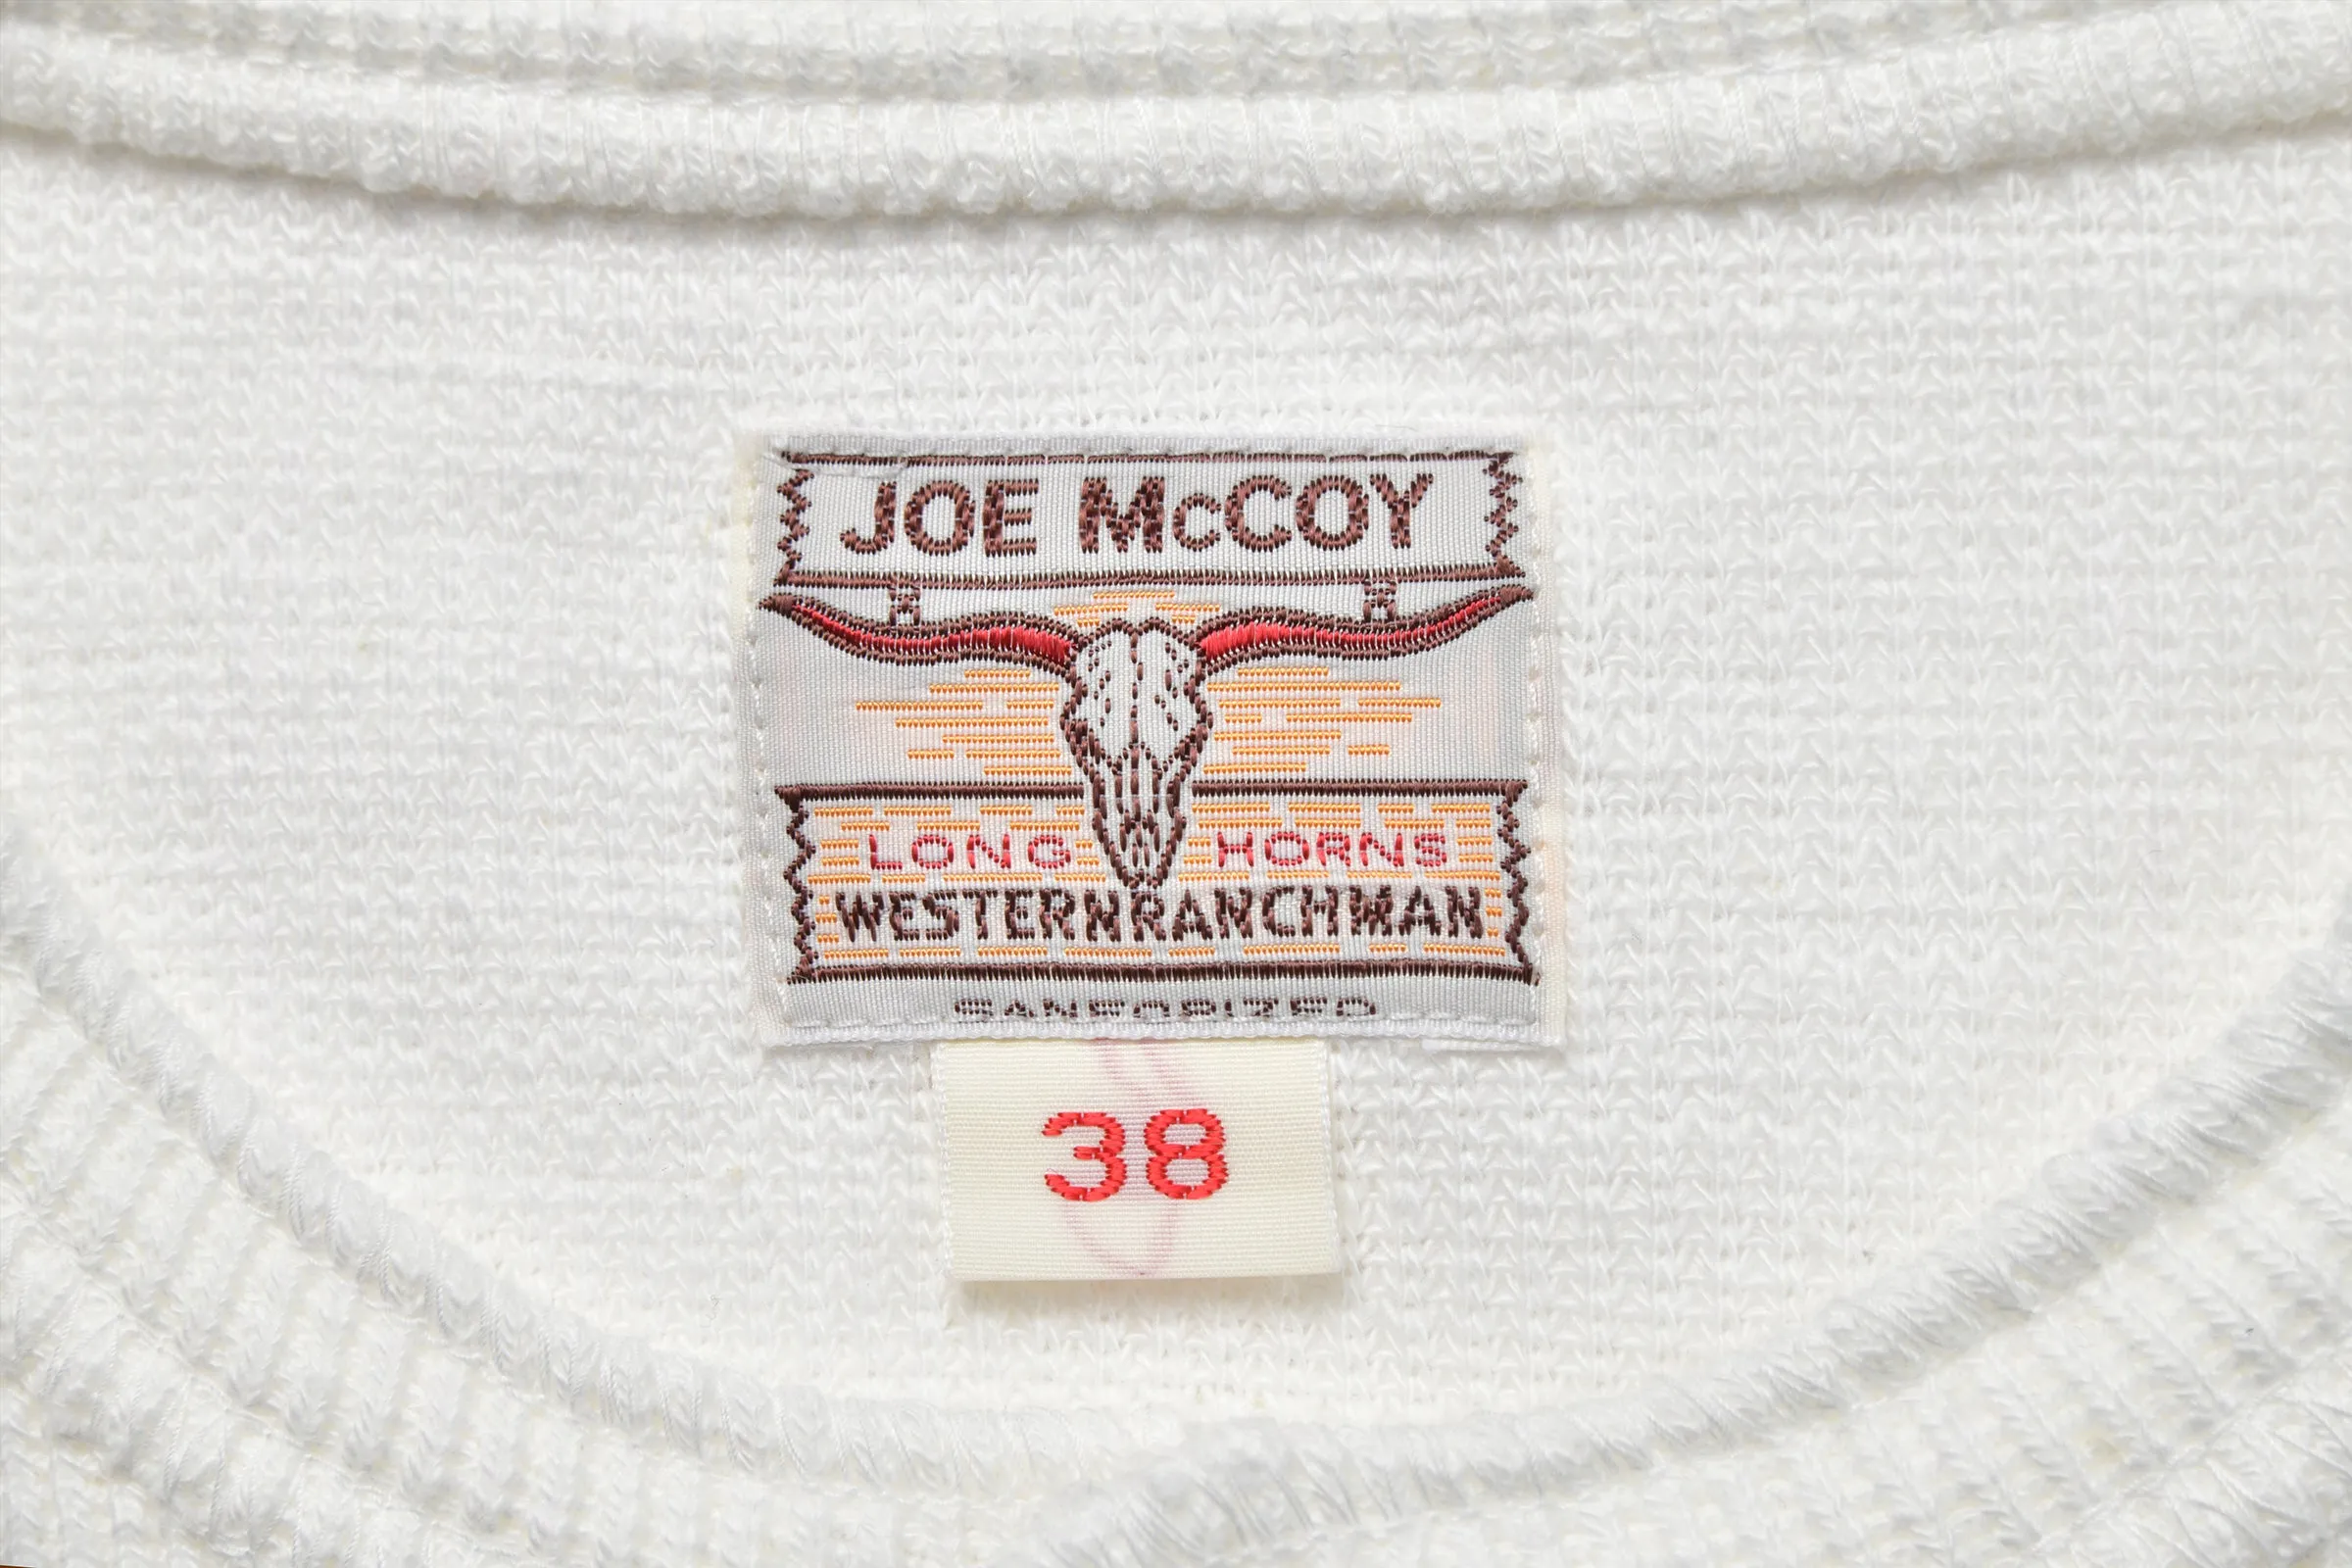 JOE McCOY
LONG HORNS
WESTERNRANCHMAN
SANFORIZED
38